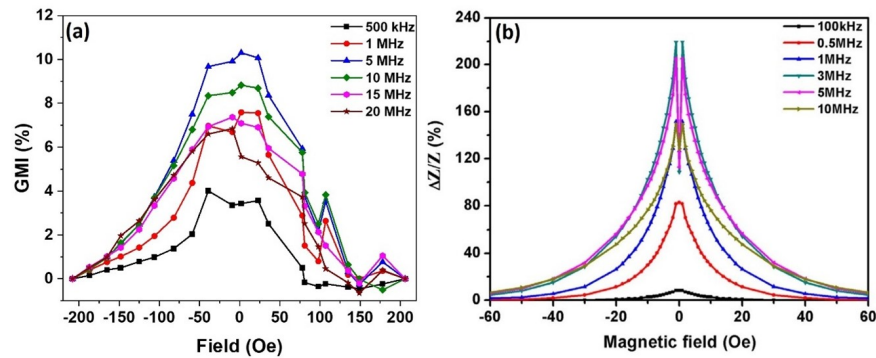 (a)
500 kHz
1 MHz
5 MHz
10 MHz
15 MHz
20 MHz
12
10
8
6
4
2
0
GMI (%)
-200 -150 -100 -50 0 50 100 150 200
Field (Oe)
(b)
100kHz
0.5MHz
1MHz
3MHz
5MHz
10MHz
240
200
160
120
80
40
0
ΔZ/Z (%)
-60 -40 -20 0 20 40 60
Magnetic field (Oe)